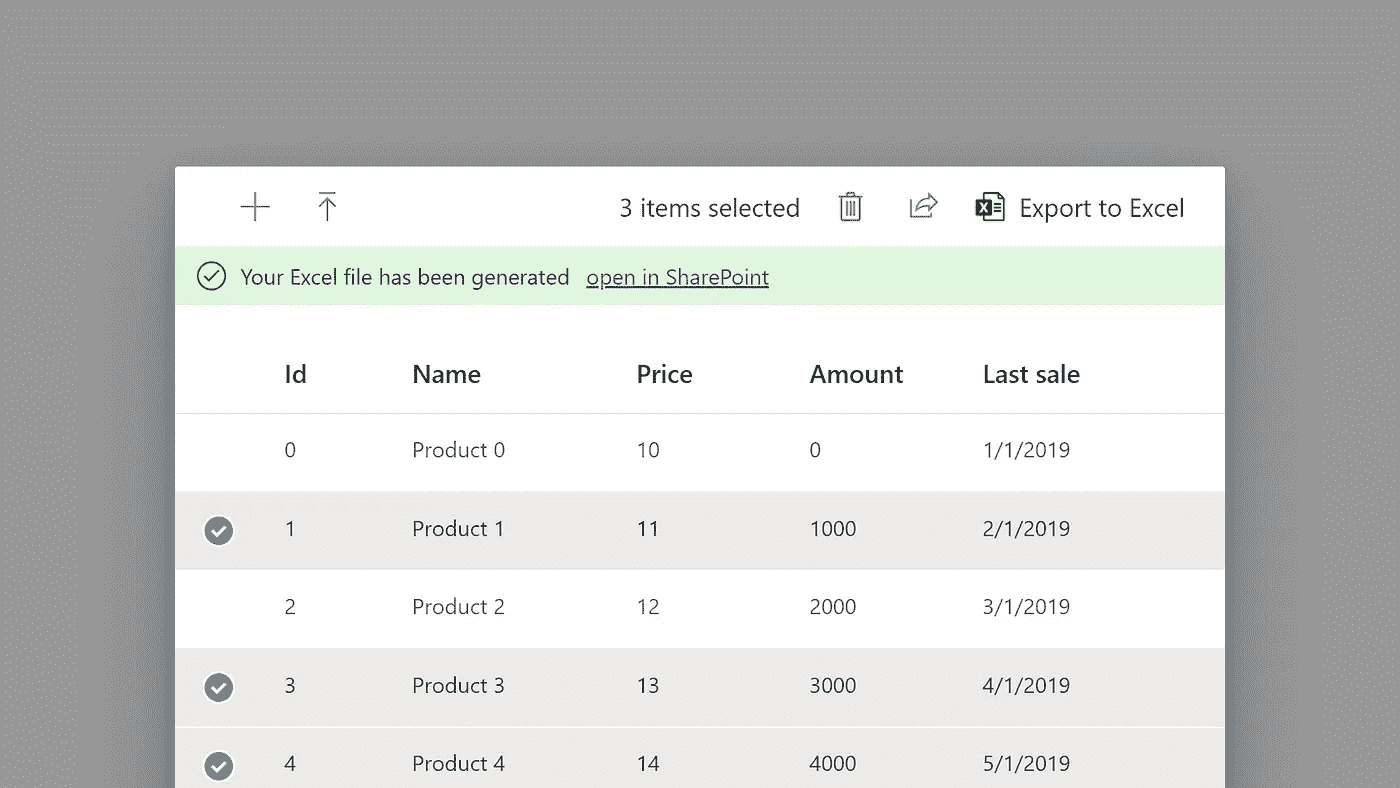 3 items selected Export to Excel
Your Excel file has been generated open in SharePoint
Id Name Price Amount Last sale
0 Product 0 10 0 1/1/2019
1 Product 1 11 1000 2/1/2019
2 Product 2 12 2000 3/1/2019
3 Product 3 13 3000 4/1/2019
4 Product 4 14 4000 5/1/2019